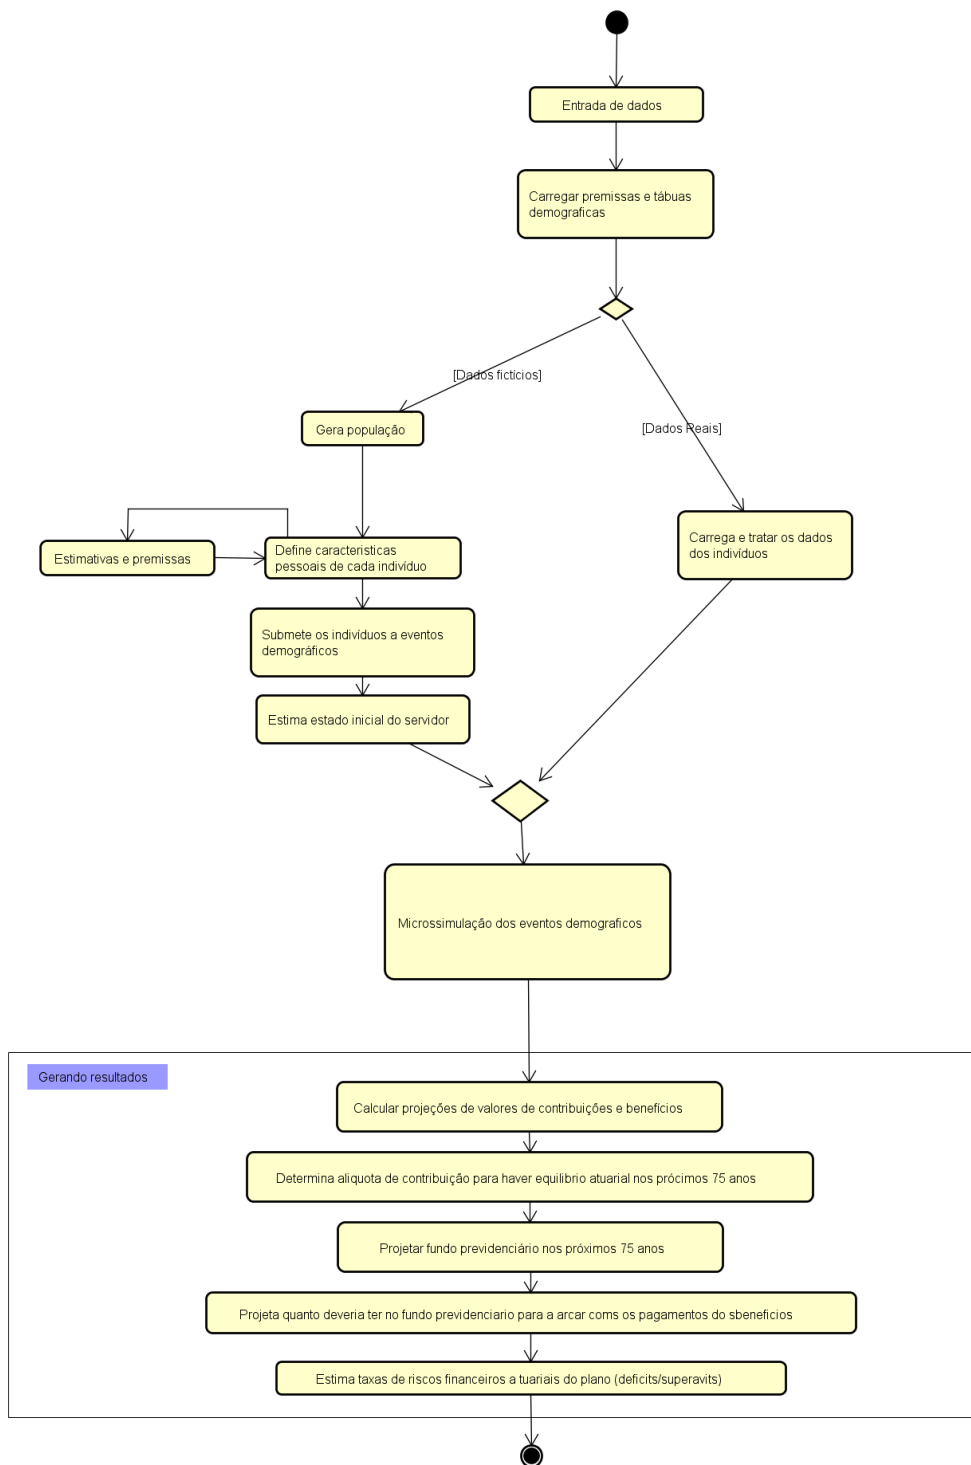 Entrada de dados
Carregar premissas e tábuas
demograficas
[Dados fictícios]
Gera população
[Dados Reais]
Estimativas e premissas
Define caracteristicas
pessoais de cada indivíduo
Carrega e tratar os dados
dos indivíduos
Submete os indivíduos a eventos
demográficos
Estima estado inicial do servidor
Microssimulação dos eventos demograficos
Gerando resultados
Calcular projeções de valores de contribuições e benefícios
Determina aliquota de contribuição para haver equilibrio atuarial nos prócimos 75 anos
Projetar fundo previdenciário nos próximos 75 anos
Projeta quanto deveria ter no fundo previdenciario para a arcar coms os pagamentos do sbeneficios
Estima taxas de riscos financeiros a tuariais do plano (deficits/superavits)